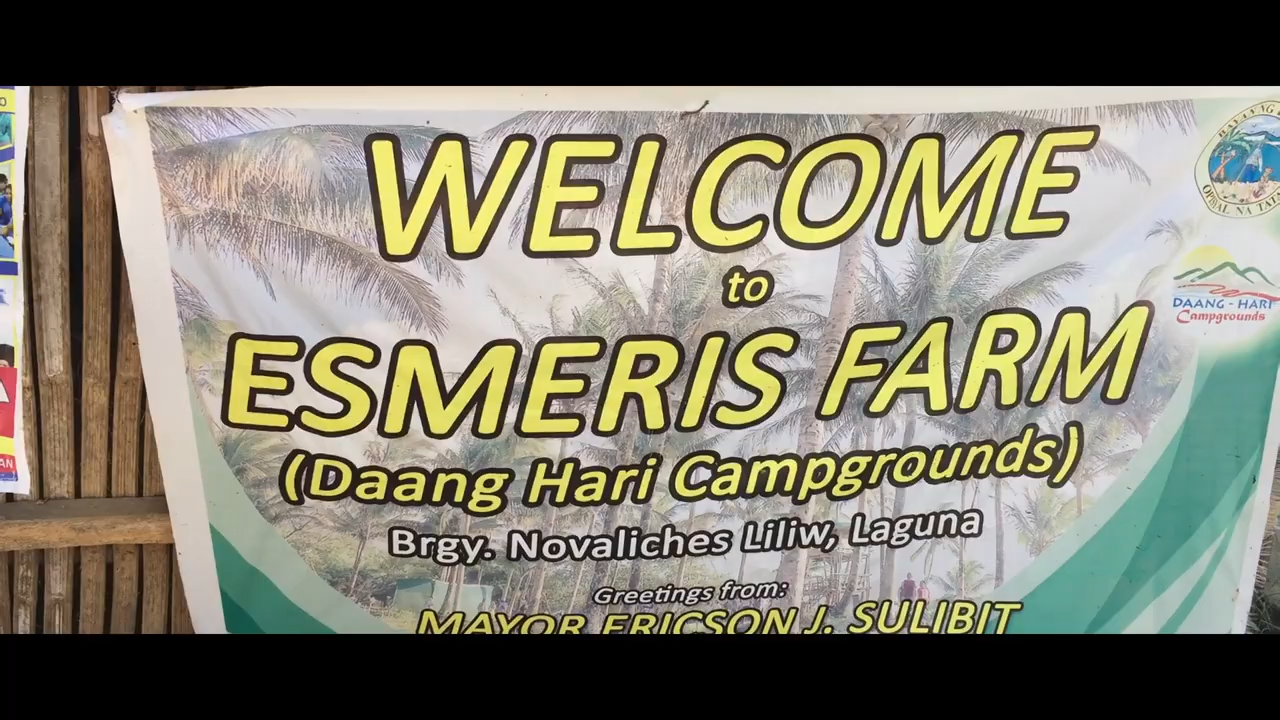 WELCOME
to
ESMERIS FARM
(Daang Hari Campgrounds)
Brgy. Novaliches Liliw, Laguna
Greetings from:
MAYOR ERICSON J. SULIBIT
DAANG - HARI
Campgrounds